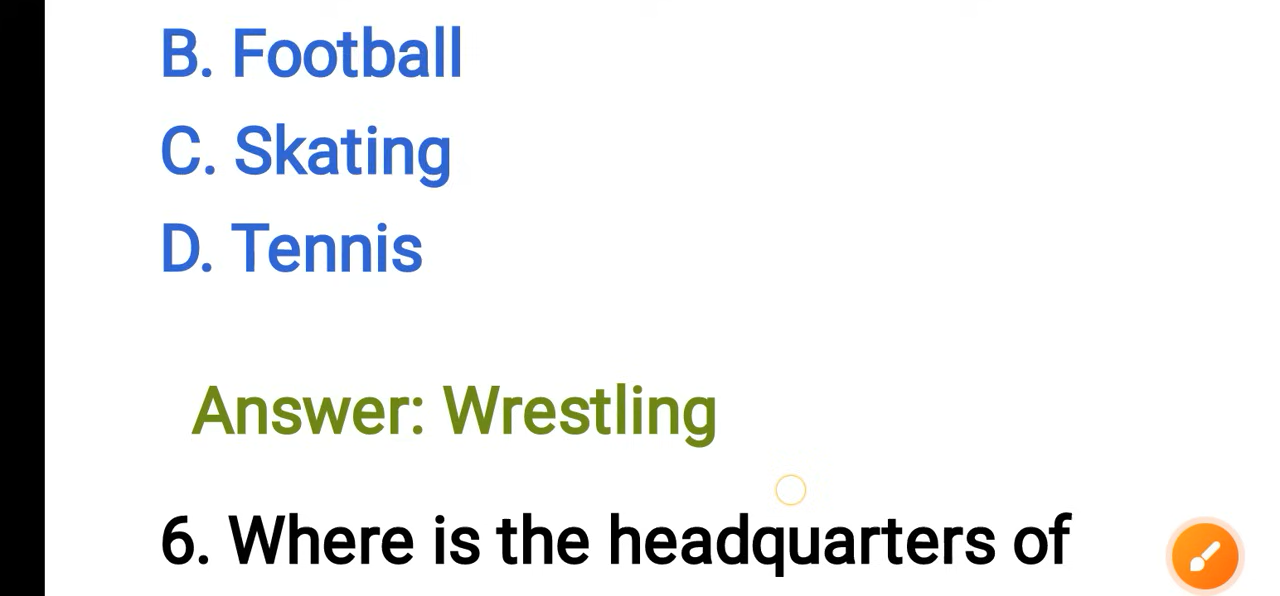 B. Football
C. Skating
D. Tennis
Answer: Wrestling
6. Where is the headquarters of